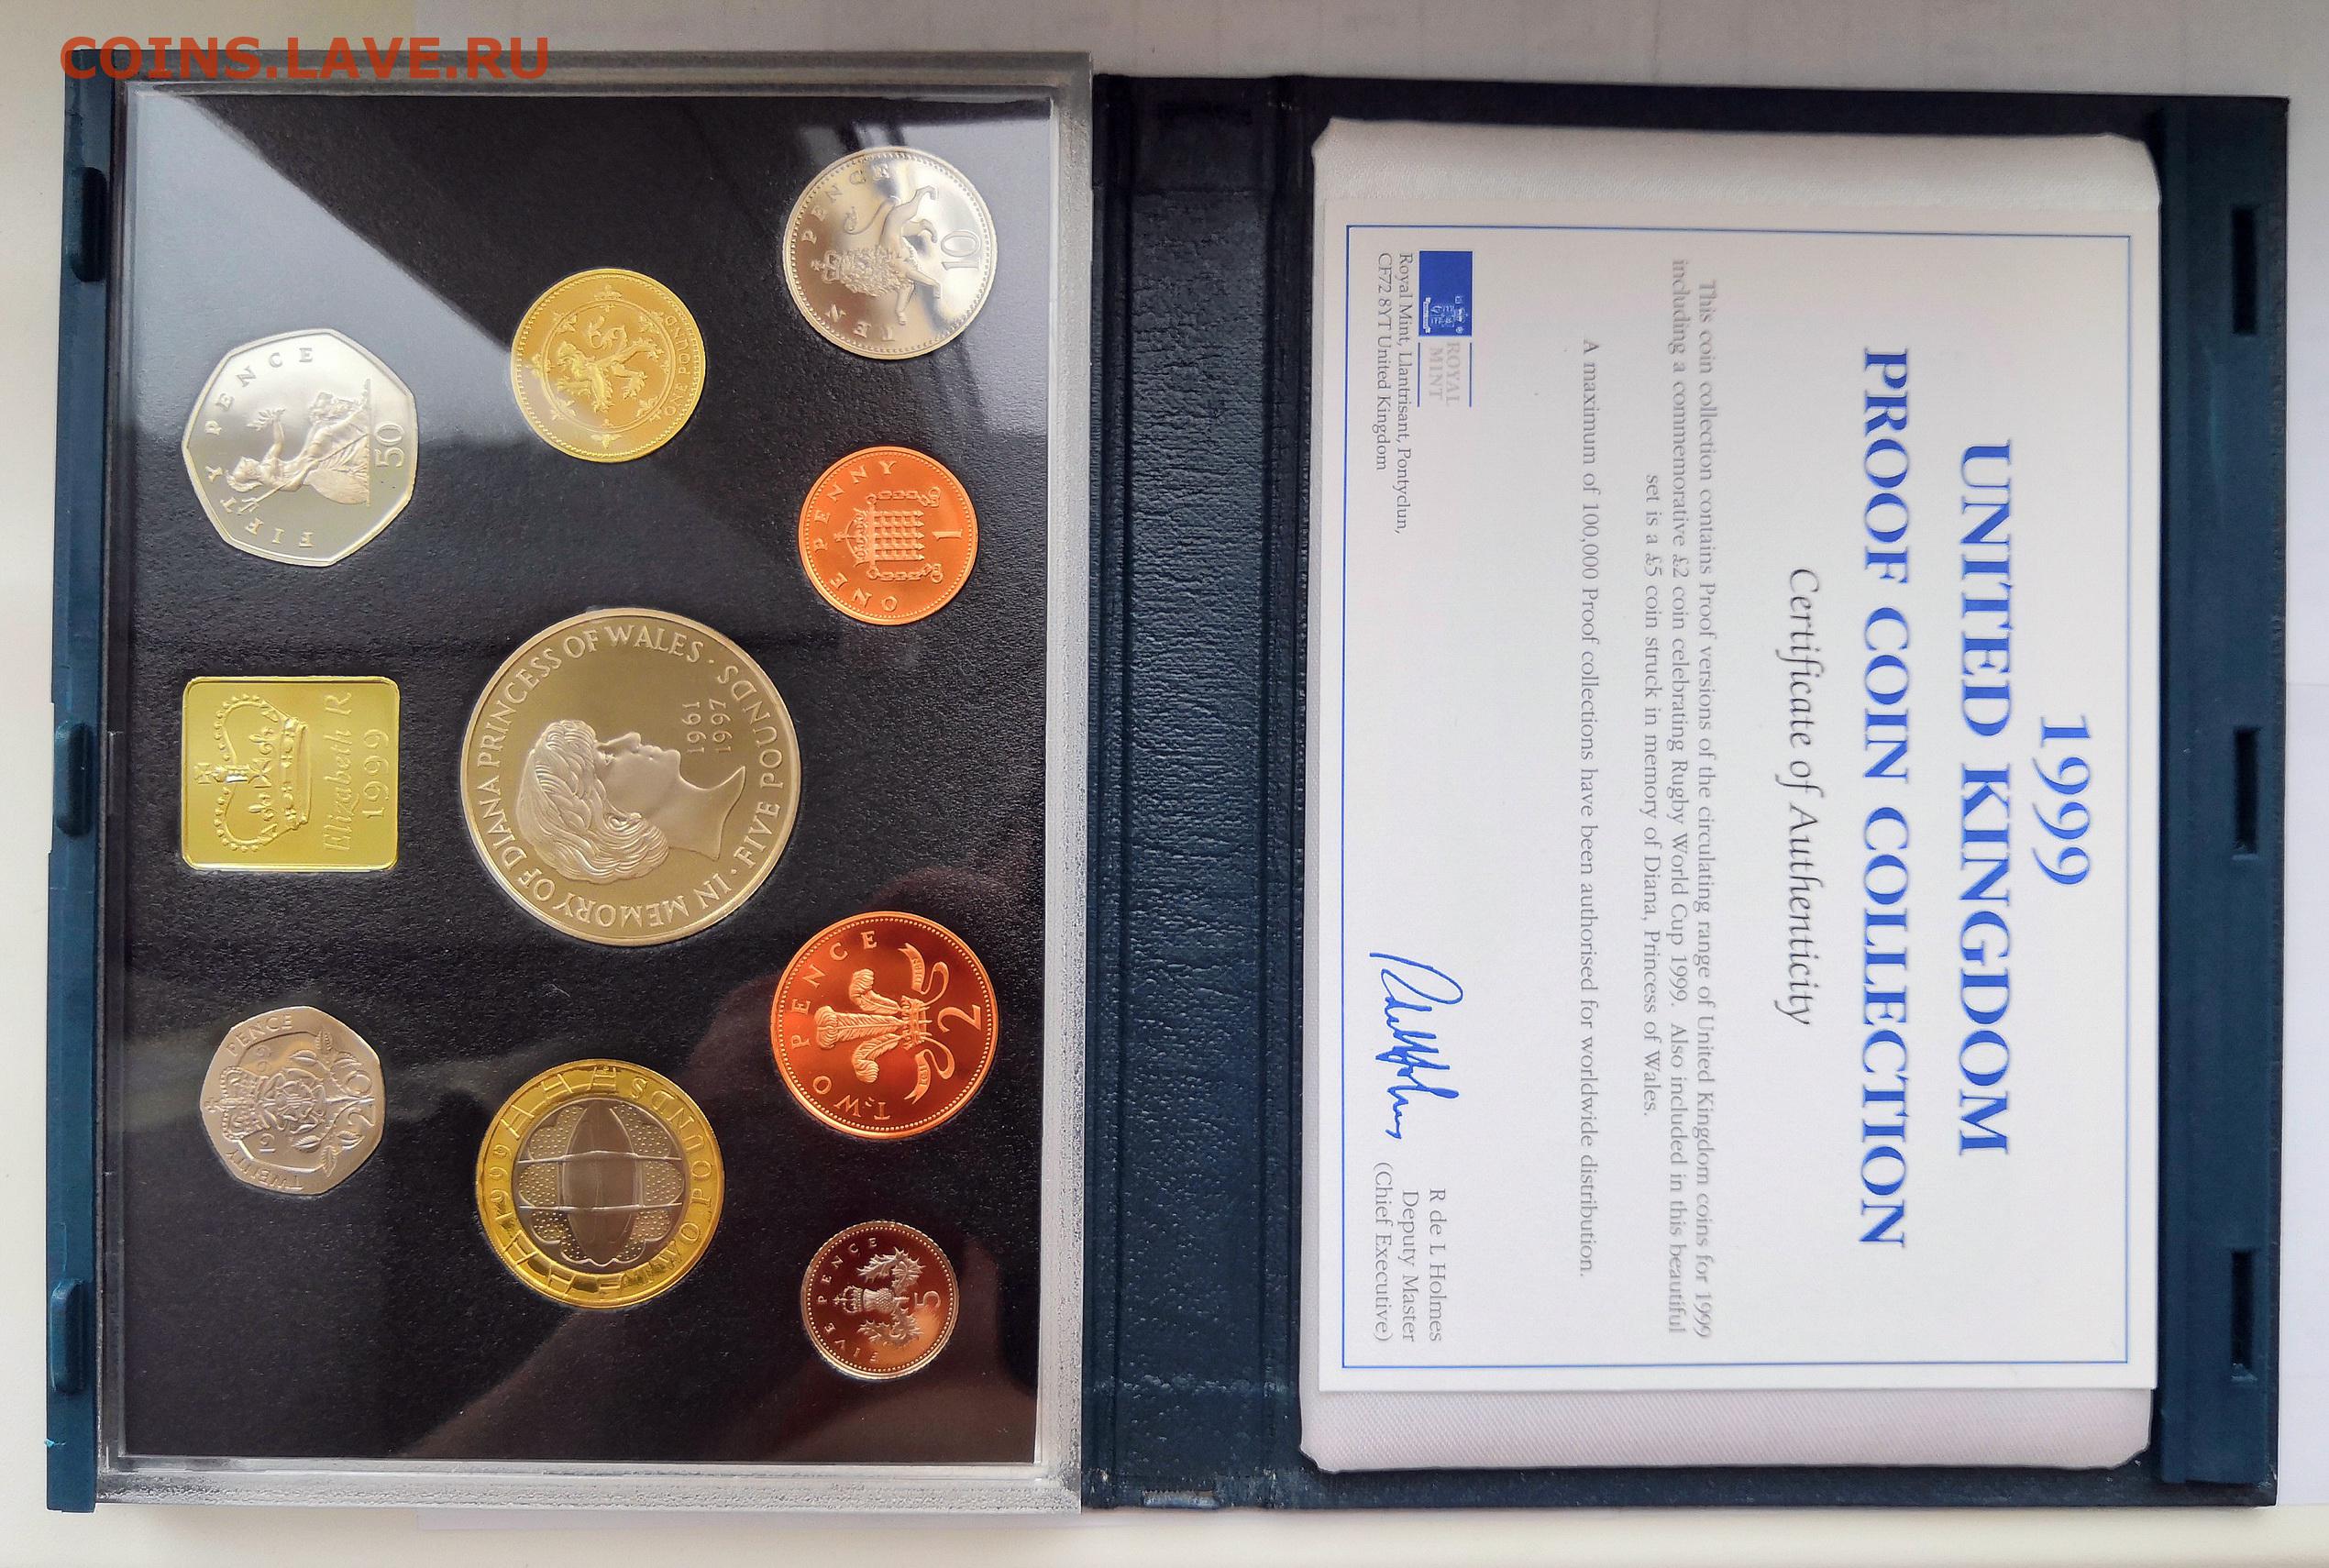 COINS.LAVE.RU
1999
UNITED KINGDOM
PROOF COIN COLLECTION
Certificate of Authenticity
This coin collection contains Proof versions of the circulating range of United Kingdom coins for 1999
including a commemorative £2 coin celebrating Rugby World Cup 1999. Also included in this beautiful
set is a £5 coin struck in memory of Diana, Princess of Wales.
A maximum of 100,000 Proof collections have been authorised for worldwide distribution.
ROYAL
MINT
Royal Mint, Llantrisant, Pontyclun,
CF72 8YT United Kingdom
R de L Holmes
Deputy Master
(Chief Executive)
TEN PENCE
10
ONE PENNY
1
TWO PENCE
2
FIVE PENCE
5
ONE POUND
IN MEMORY OF DIANA PRINCESS OF WALES · FIVE POUNDS ·
1961
1997
TWO POUNDS
1999
FIFTY PENCE
50
Elizabeth R
1999
TWENTY PENCE
20